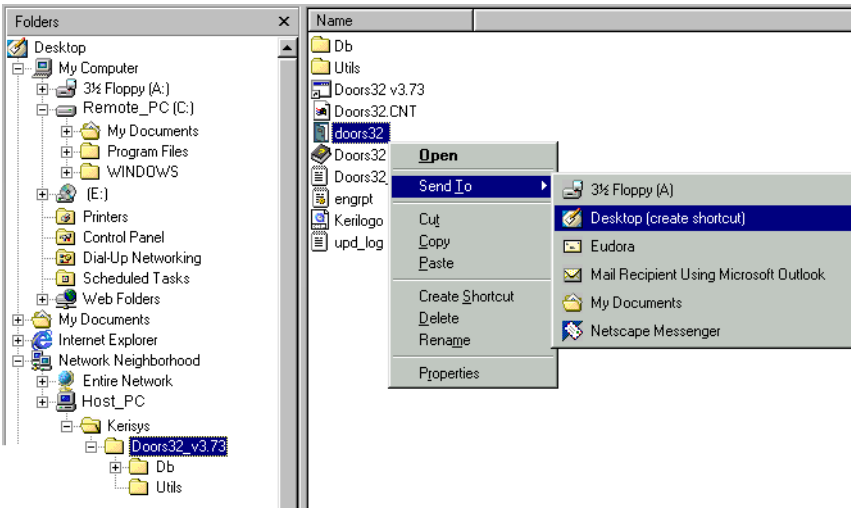 Folders
Desktop
My Computer
3½ Floppy (A:)
Remote_PC (C:)
My Documents
Program Files
WINDOWS
(E:)
Printers
Control Panel
Dial-Up Networking
Scheduled Tasks
Web Folders
My Documents
Internet Explorer
Network Neighborhood
Entire Network
Host_PC
Kerisys
Doors32_v3.73
Db
Utils
Name
Db
Utils
Doors32 v3.73
Doors32.CNT
doors32
Doors32
Doors32_
engrpt
Kerilogo
upd_log
Open
Send To
Cut
Copy
Paste
Create Shortcut
Delete
Rename
Properties
3½ Floppy (A)
Desktop (create shortcut)
Eudora
Mail Recipient Using Microsoft Outlook
My Documents
Netscape Messenger